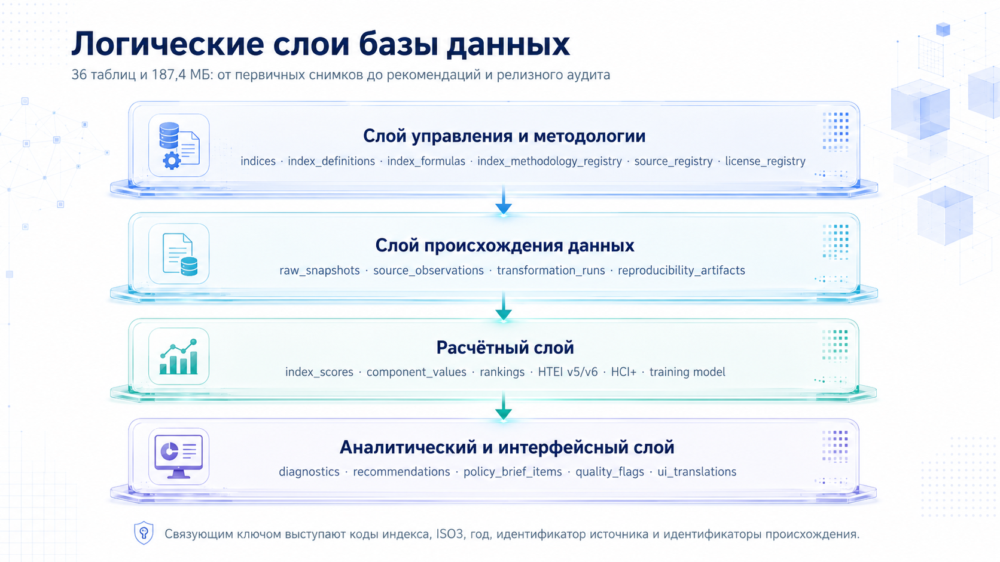 Логические слои базы данных
36 таблиц и 187,4 МБ: от первичных снимков до рекомендаций и релизного аудита
Слой управления и методологии
indices · index_definitions · index_formulas · index_methodology_registry · source_registry · license_registry
Слой происхождения данных
raw_snapshots · source_observations · transformation_runs · reproducibility_artifacts
Расчётный слой
index_scores · component_values · rankings · HTEI v5/v6 · HCI+ · training model
Аналитический и интерфейсный слой
diagnostics · recommendations · policy_brief_items · quality_flags · ui_translations
Связующим ключом выступают коды индекса, ISO3, год, идентификатор источника и идентификаторы происхождения.